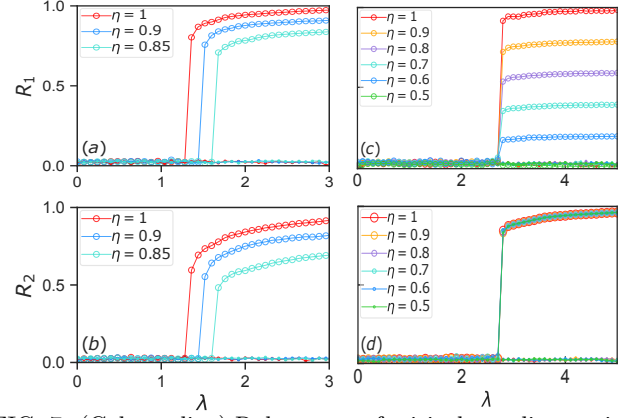 R1
1.0
0.5
0.0
η = 1
η = 0.9
η = 0.85
(a)
0 1 2 3
η = 1
η = 0.9
η = 0.8
η = 0.7
η = 0.6
η = 0.5
(c)
0 2 4
R2
1.0
0.5
0.0
η = 1
η = 0.9
η = 0.85
(b)
0 1 2 3
λ
η = 1
η = 0.9
η = 0.8
η = 0.7
η = 0.6
η = 0.5
(d)
0 2 4
λ